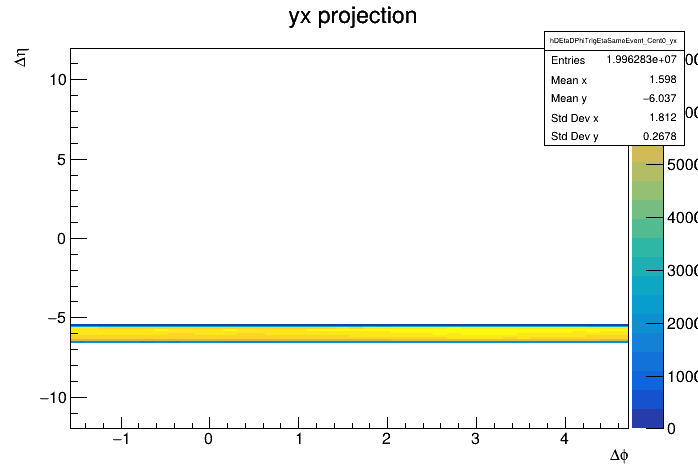 yx projection
hDEtaDPhiTrigEtaSameEvent_Cent0_yx
Entries 1.996283e+07
Mean x 1.598
Mean y −6.037
Std Dev x 1.812
Std Dev y 0.2678
Δη
10
5
0
−5
−10
−1 0 1 2 3 4
Δϕ
5000
4000
3000
2000
1000
0